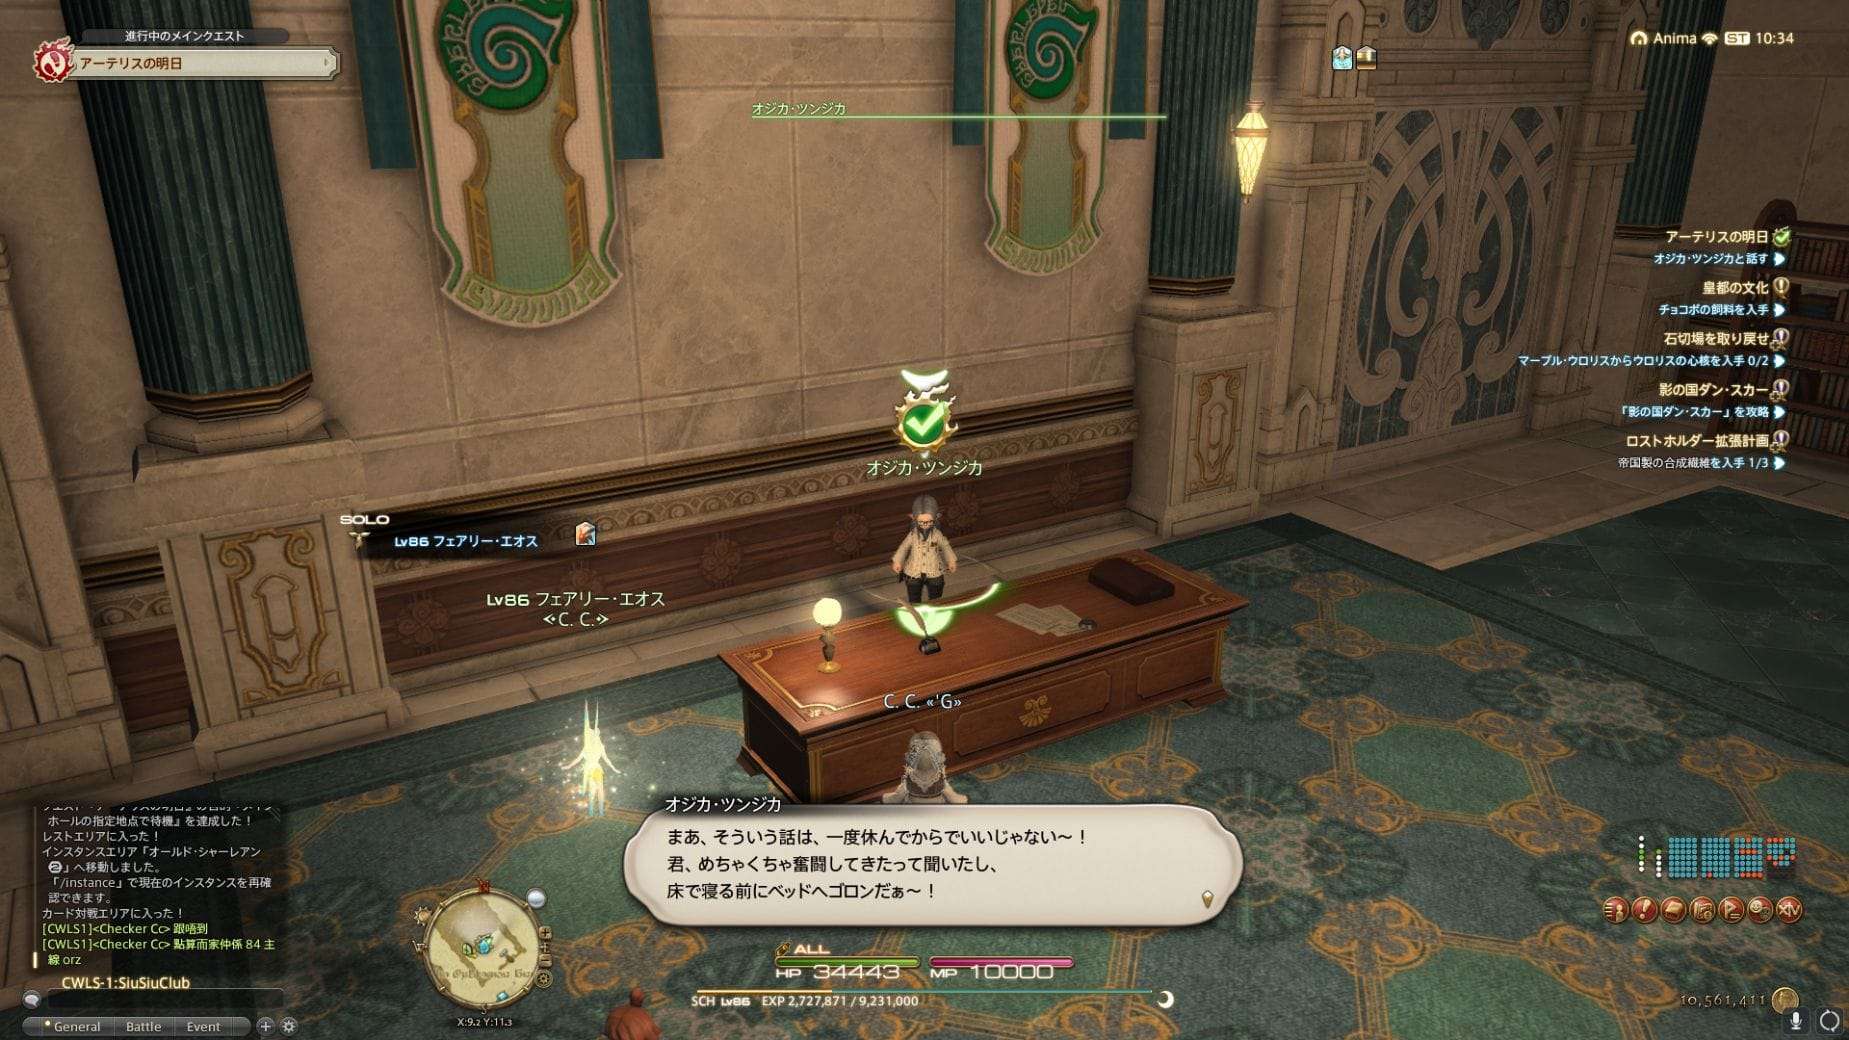 進行中のメインクエスト
アーテリスの明日
Anima ST 10:34
オジカ・ツンジカ
アーテリスの明日
オジカ・ツンジカと話す
皇都の文化
チョコボの飼料を入手
石切場を取り戻せ
マーブル・ウロリスからウロリスの心核を入手 0/2
影の国ダン・スカー
「影の国ダン・スカー」を攻略
ロストホルダー拡張計画
帝国製の合成繊維を入手 1/3
オジカ・ツンジカ
SOLO
Lv86 フェアリー・エオス
Lv86 フェアリー・エオス
<C. C.>
C. C. «'G»
オジカ・ツンジカ
まあ、そういう話は、一度休んでからでいいじゃない～！
君、めちゃくちゃ奮闘してきたって聞いたし、
床で寝る前にベッドへゴロンだぁ～！
ホールの指定地点で待機』を達成した！
レストエリアに入った！
インスタンスエリア「オールド・シャーレアン
2」へ移動しました。
「/instance」で現在のインスタンスを再確
認できます。
カード対戦エリアに入った！
[CWLS1]<Checker Cc> 跟唔到
[CWLS1]<Checker Cc> 點算而家仲係 84 主
線 orz
CWLS-1:SiuSiuClub
General Battle Event
X:9.2 Y:11.3
ALL
HP 34443 MP 10000
SCH Lv86 EXP 2,727,871 / 9,231,000
10,561,411